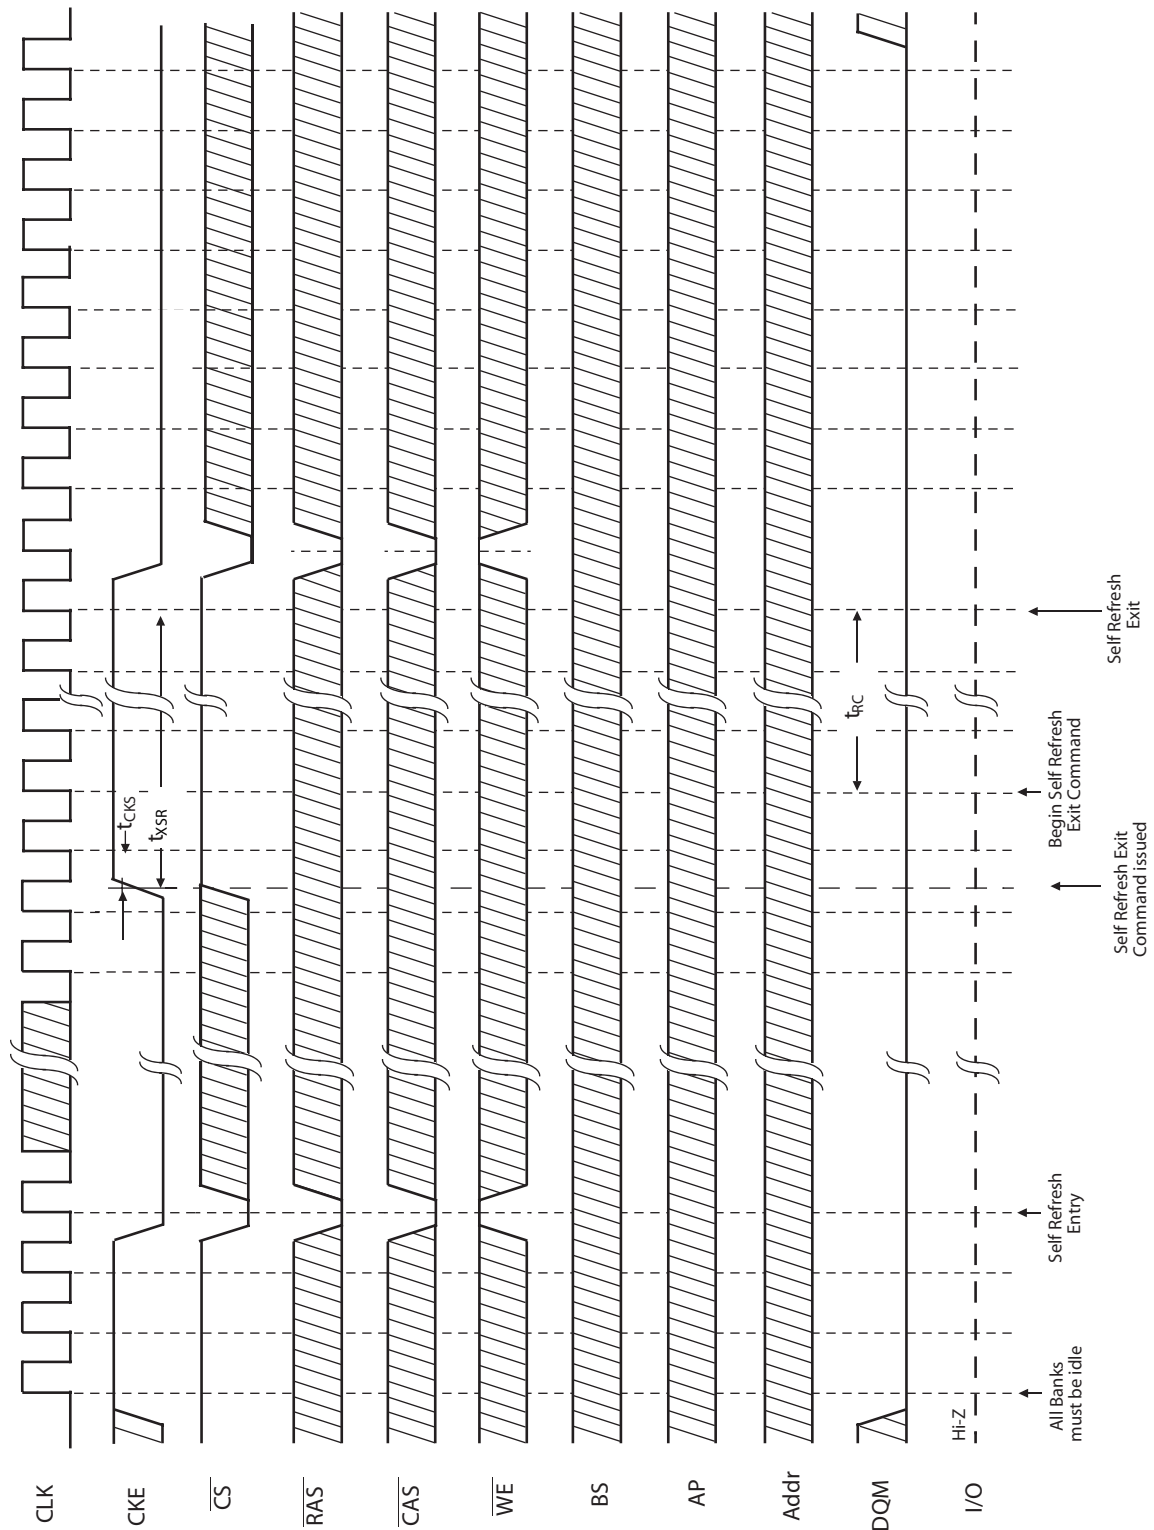 CLK
CKE
CS
RAS
CAS
WE
BS
AP
Addr
DQM
I/O
tCKS
tXSR
tRC
Hi-Z
All Banks
must be idle
Self Refresh
Entry
Self Refresh Exit
Command issued
Begin Self Refresh
Exit Command
Self Refresh
Exit